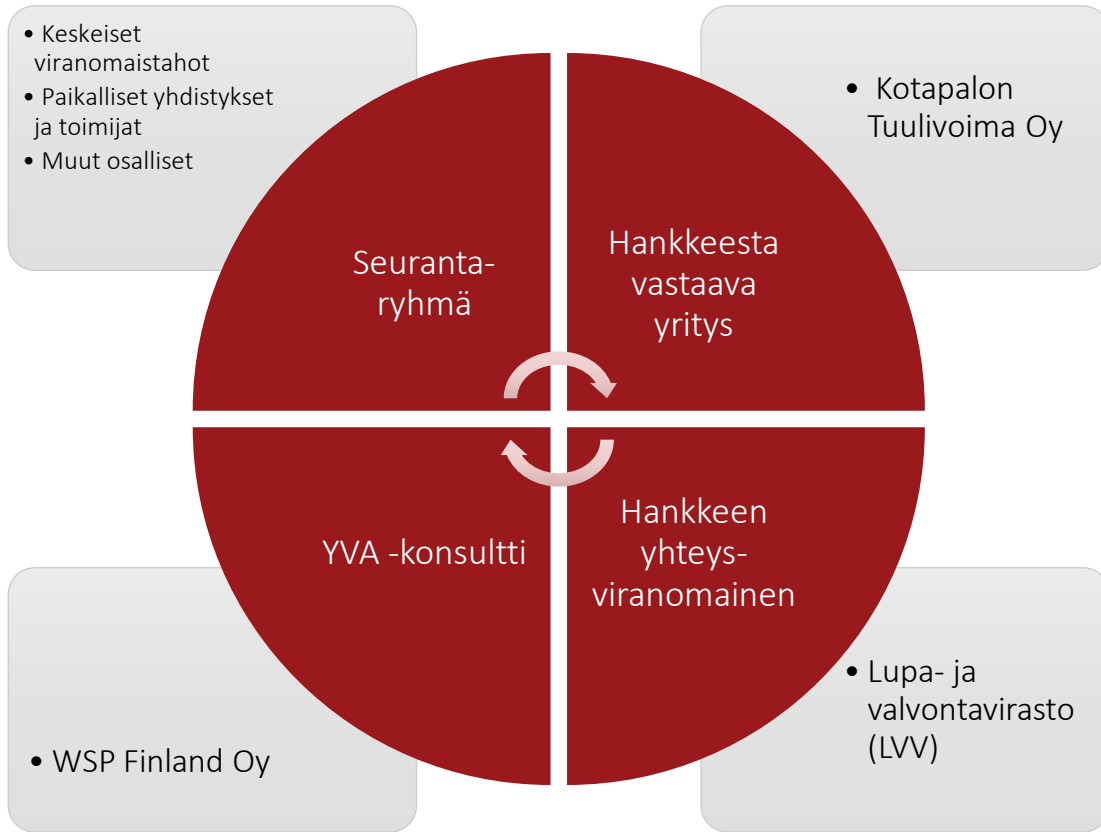 • Keskeiset
viranomaistahot
• Paikalliset yhdistykset
ja toimijat
• Muut osalliset
• Kotapalon
Tuulivoima Oy
Seuranta-
ryhmä
Hankkeesta
vastaava
yritys
YVA -konsultti
Hankkeen
yhteys-
viranomainen
• WSP Finland Oy
• Lupa- ja
valvontavirasto
(LVV)